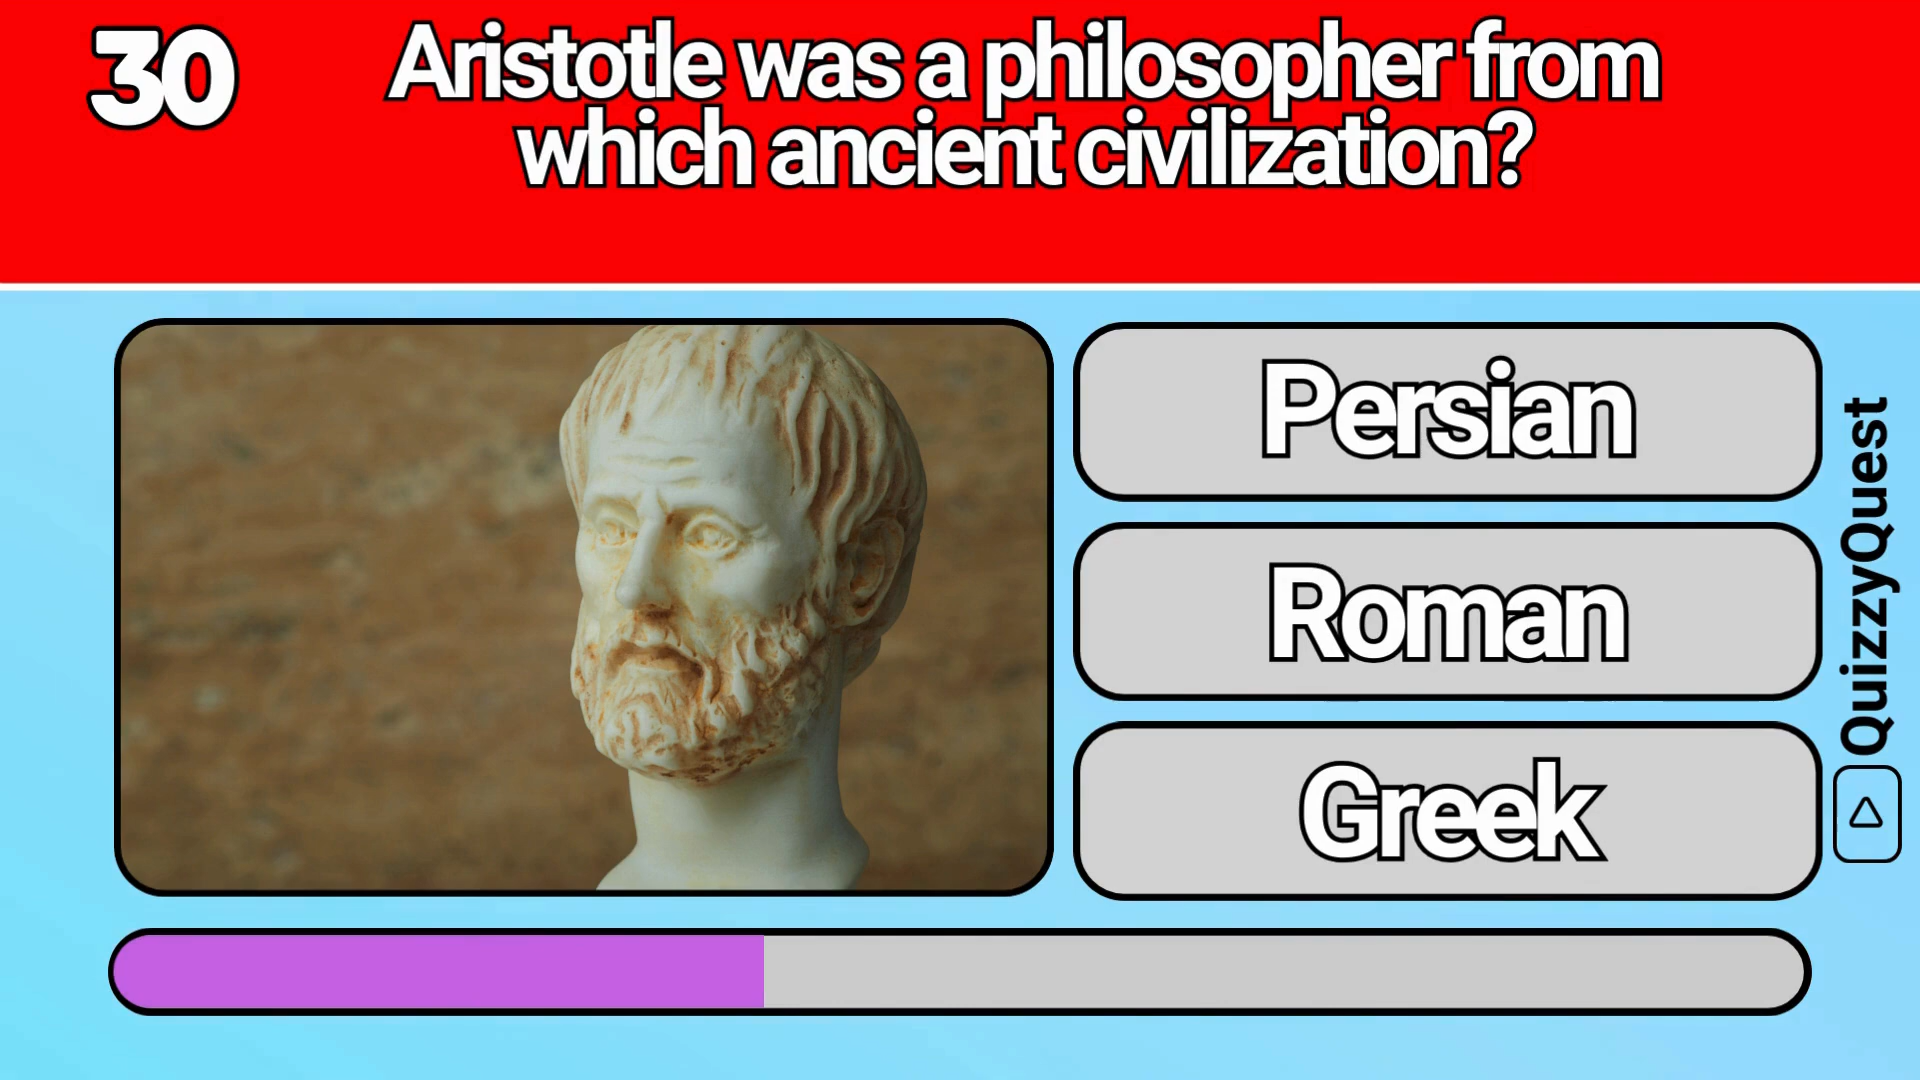 30
Aristotle was a philosopher from
which ancient civilization?
Persian
Roman
Greek
QuizzyQuest